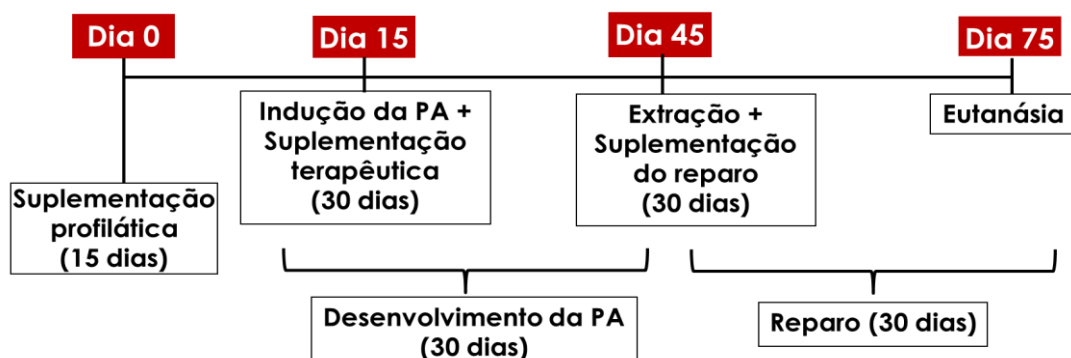 Dia 0
Dia 15
Dia 45
Dia 75
Suplementação
profilática
(15 dias)
Indução da PA +
Suplementação
terapêutica
(30 dias)
Extração +
Suplementação
do reparo
(30 dias)
Eutanásia
Desenvolvimento da PA
(30 dias)
Reparo (30 dias)